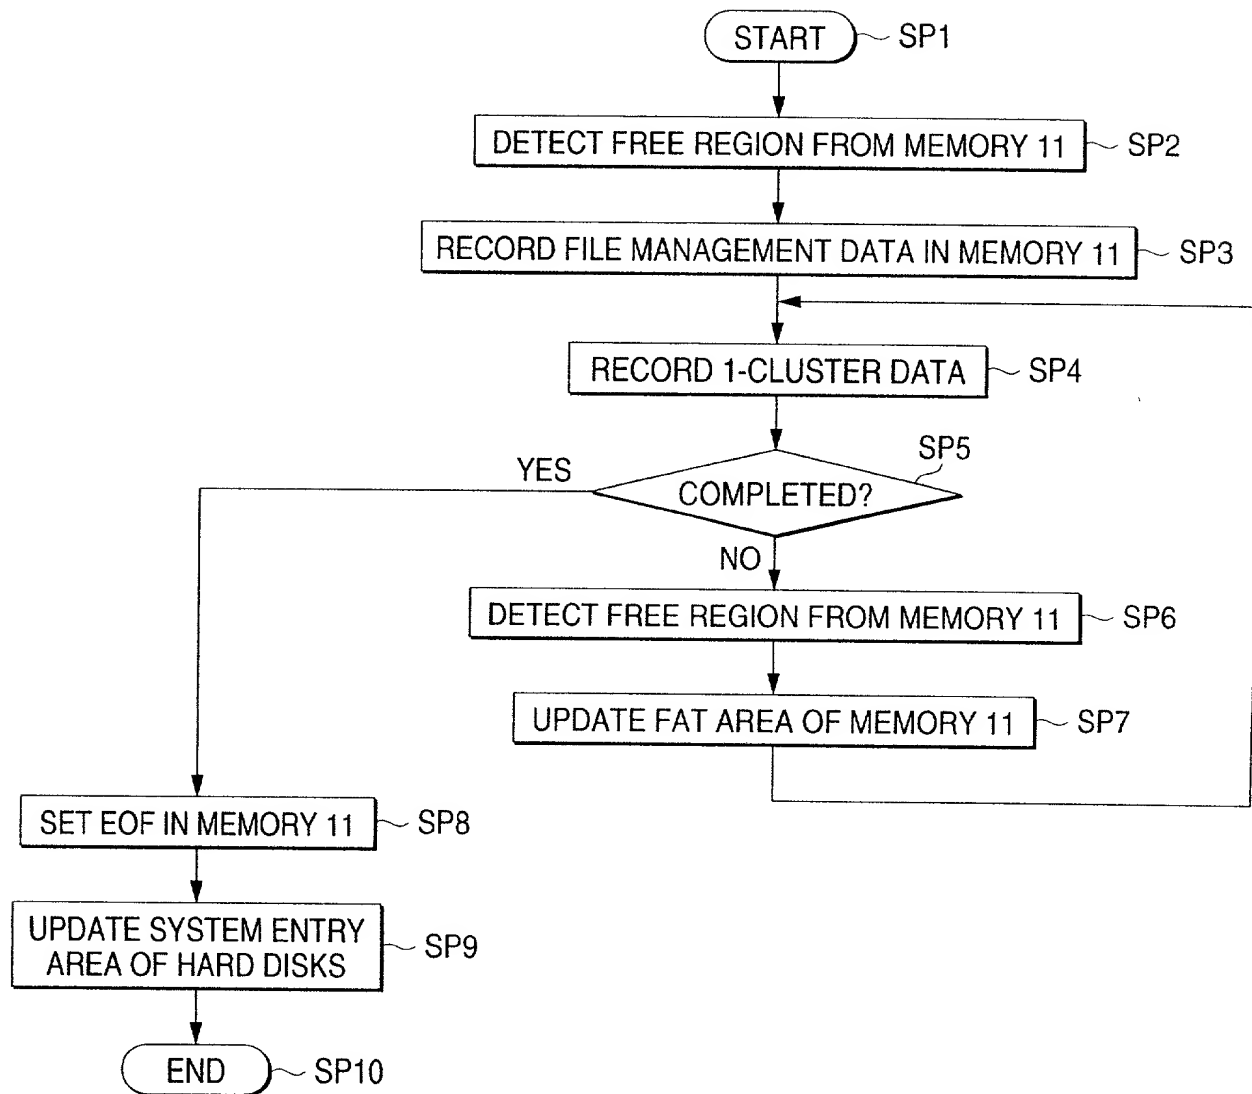 START
SP1
DETECT FREE REGION FROM MEMORY 11
SP2
RECORD FILE MANAGEMENT DATA IN MEMORY 11
SP3
RECORD 1-CLUSTER DATA
SP4
SP5
YES
COMPLETED?
NO
DETECT FREE REGION FROM MEMORY 11
SP6
UPDATE FAT AREA OF MEMORY 11
SP7
SET EOF IN MEMORY 11
SP8
UPDATE SYSTEM ENTRY
AREA OF HARD DISKS
SP9
END
SP10